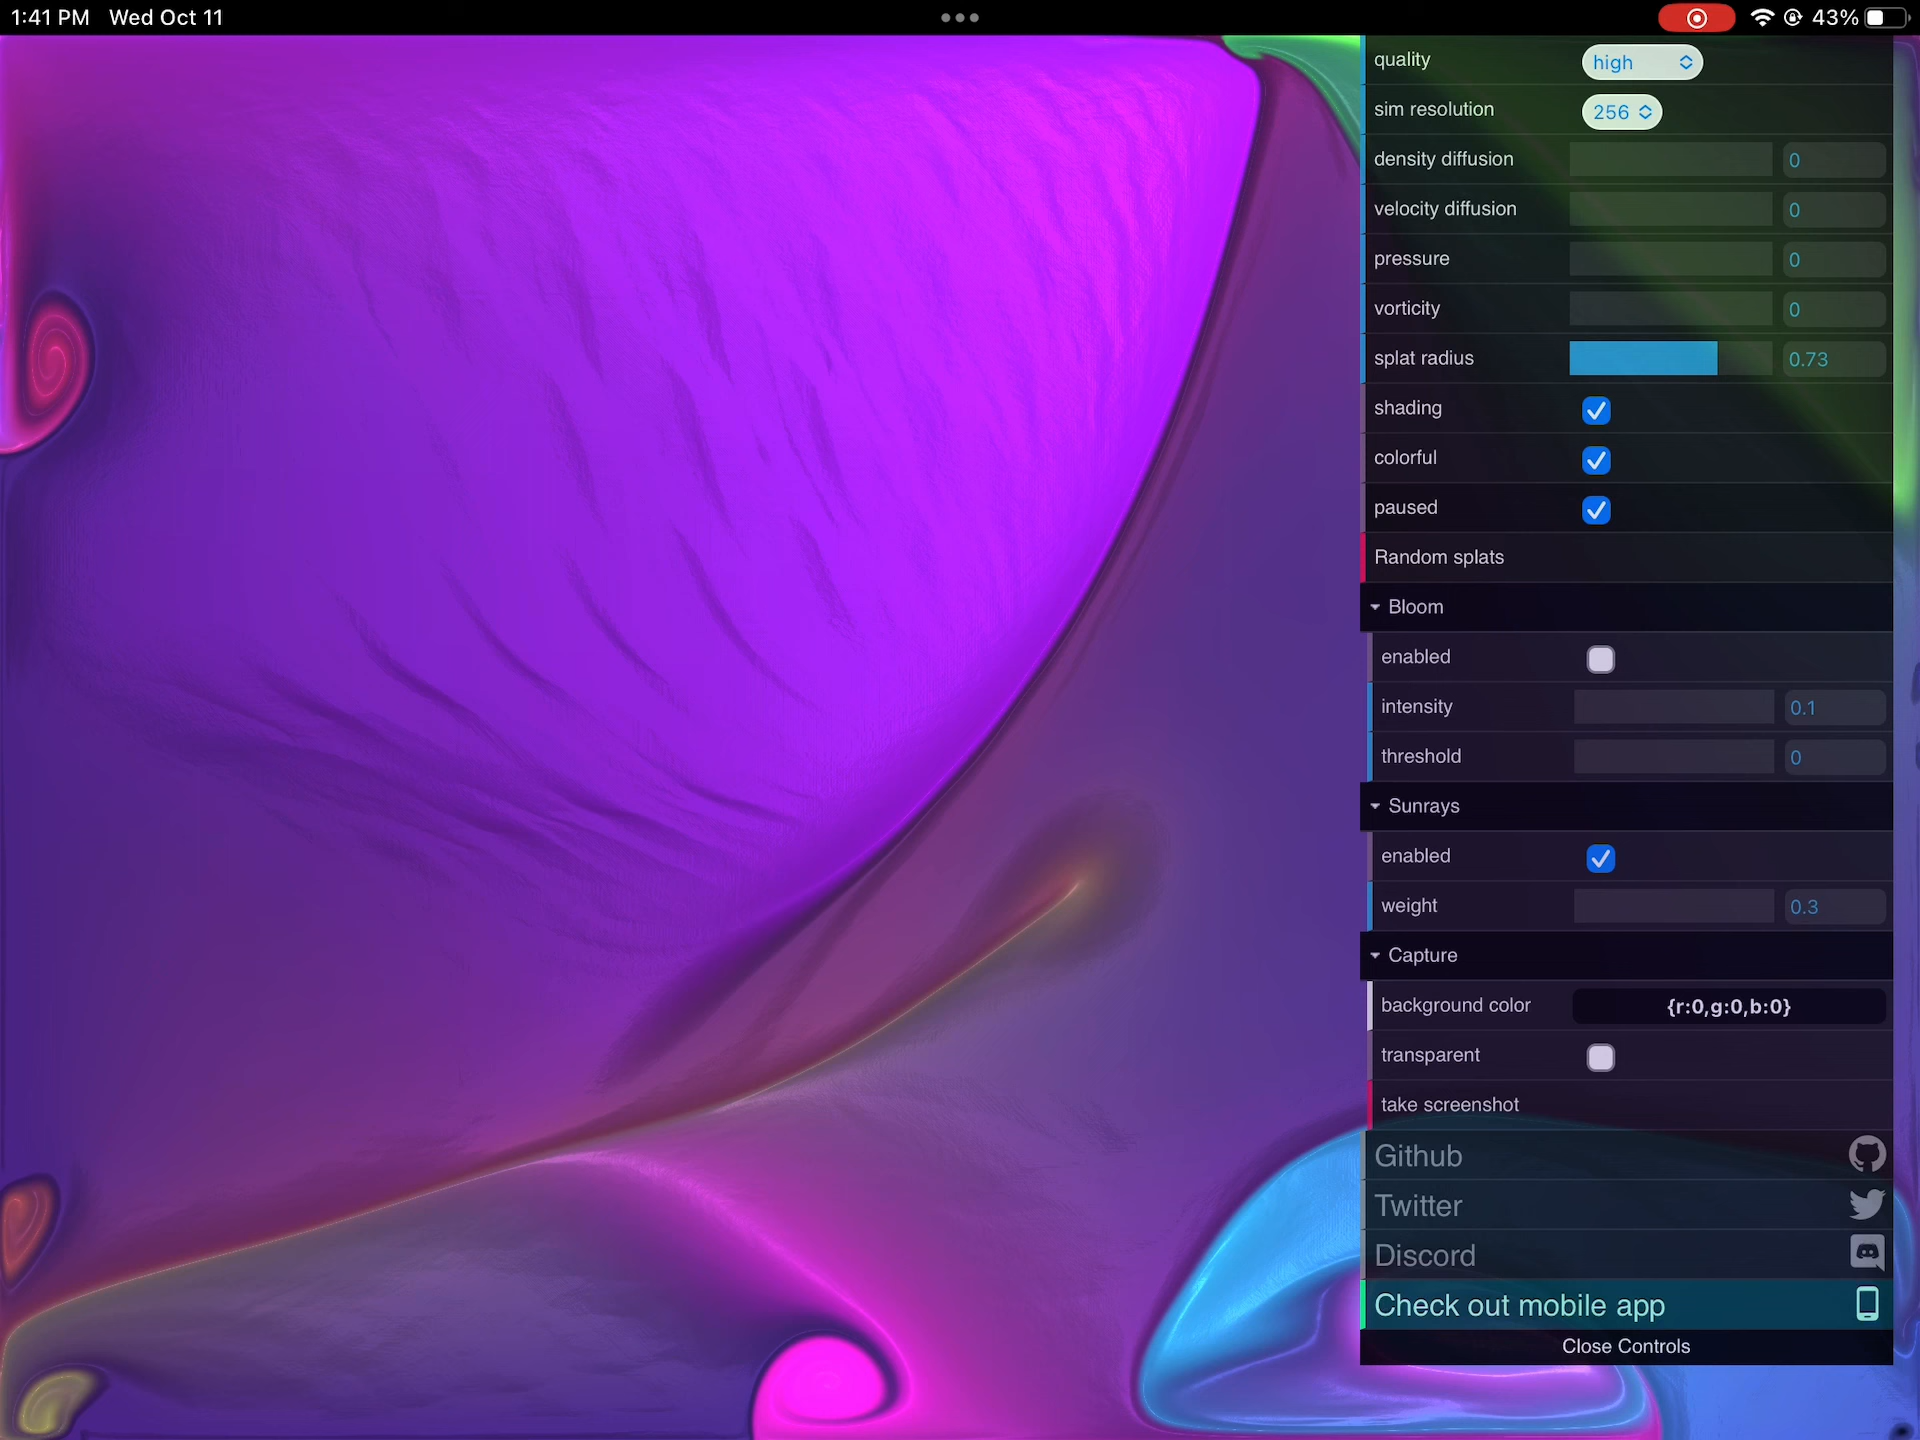 1:41 PM Wed Oct 11
43%
quality high
sim resolution 256
density diffusion 0
velocity diffusion 0
pressure 0
vorticity 0
splat radius 0.73
shading
colorful
paused
Random splats
Bloom
enabled
intensity 0.1
threshold 0
Sunrays
enabled
weight 0.3
Capture
background color {r:0,g:0,b:0}
transparent
take screenshot
Github
Twitter
Discord
Check out mobile app
Close Controls